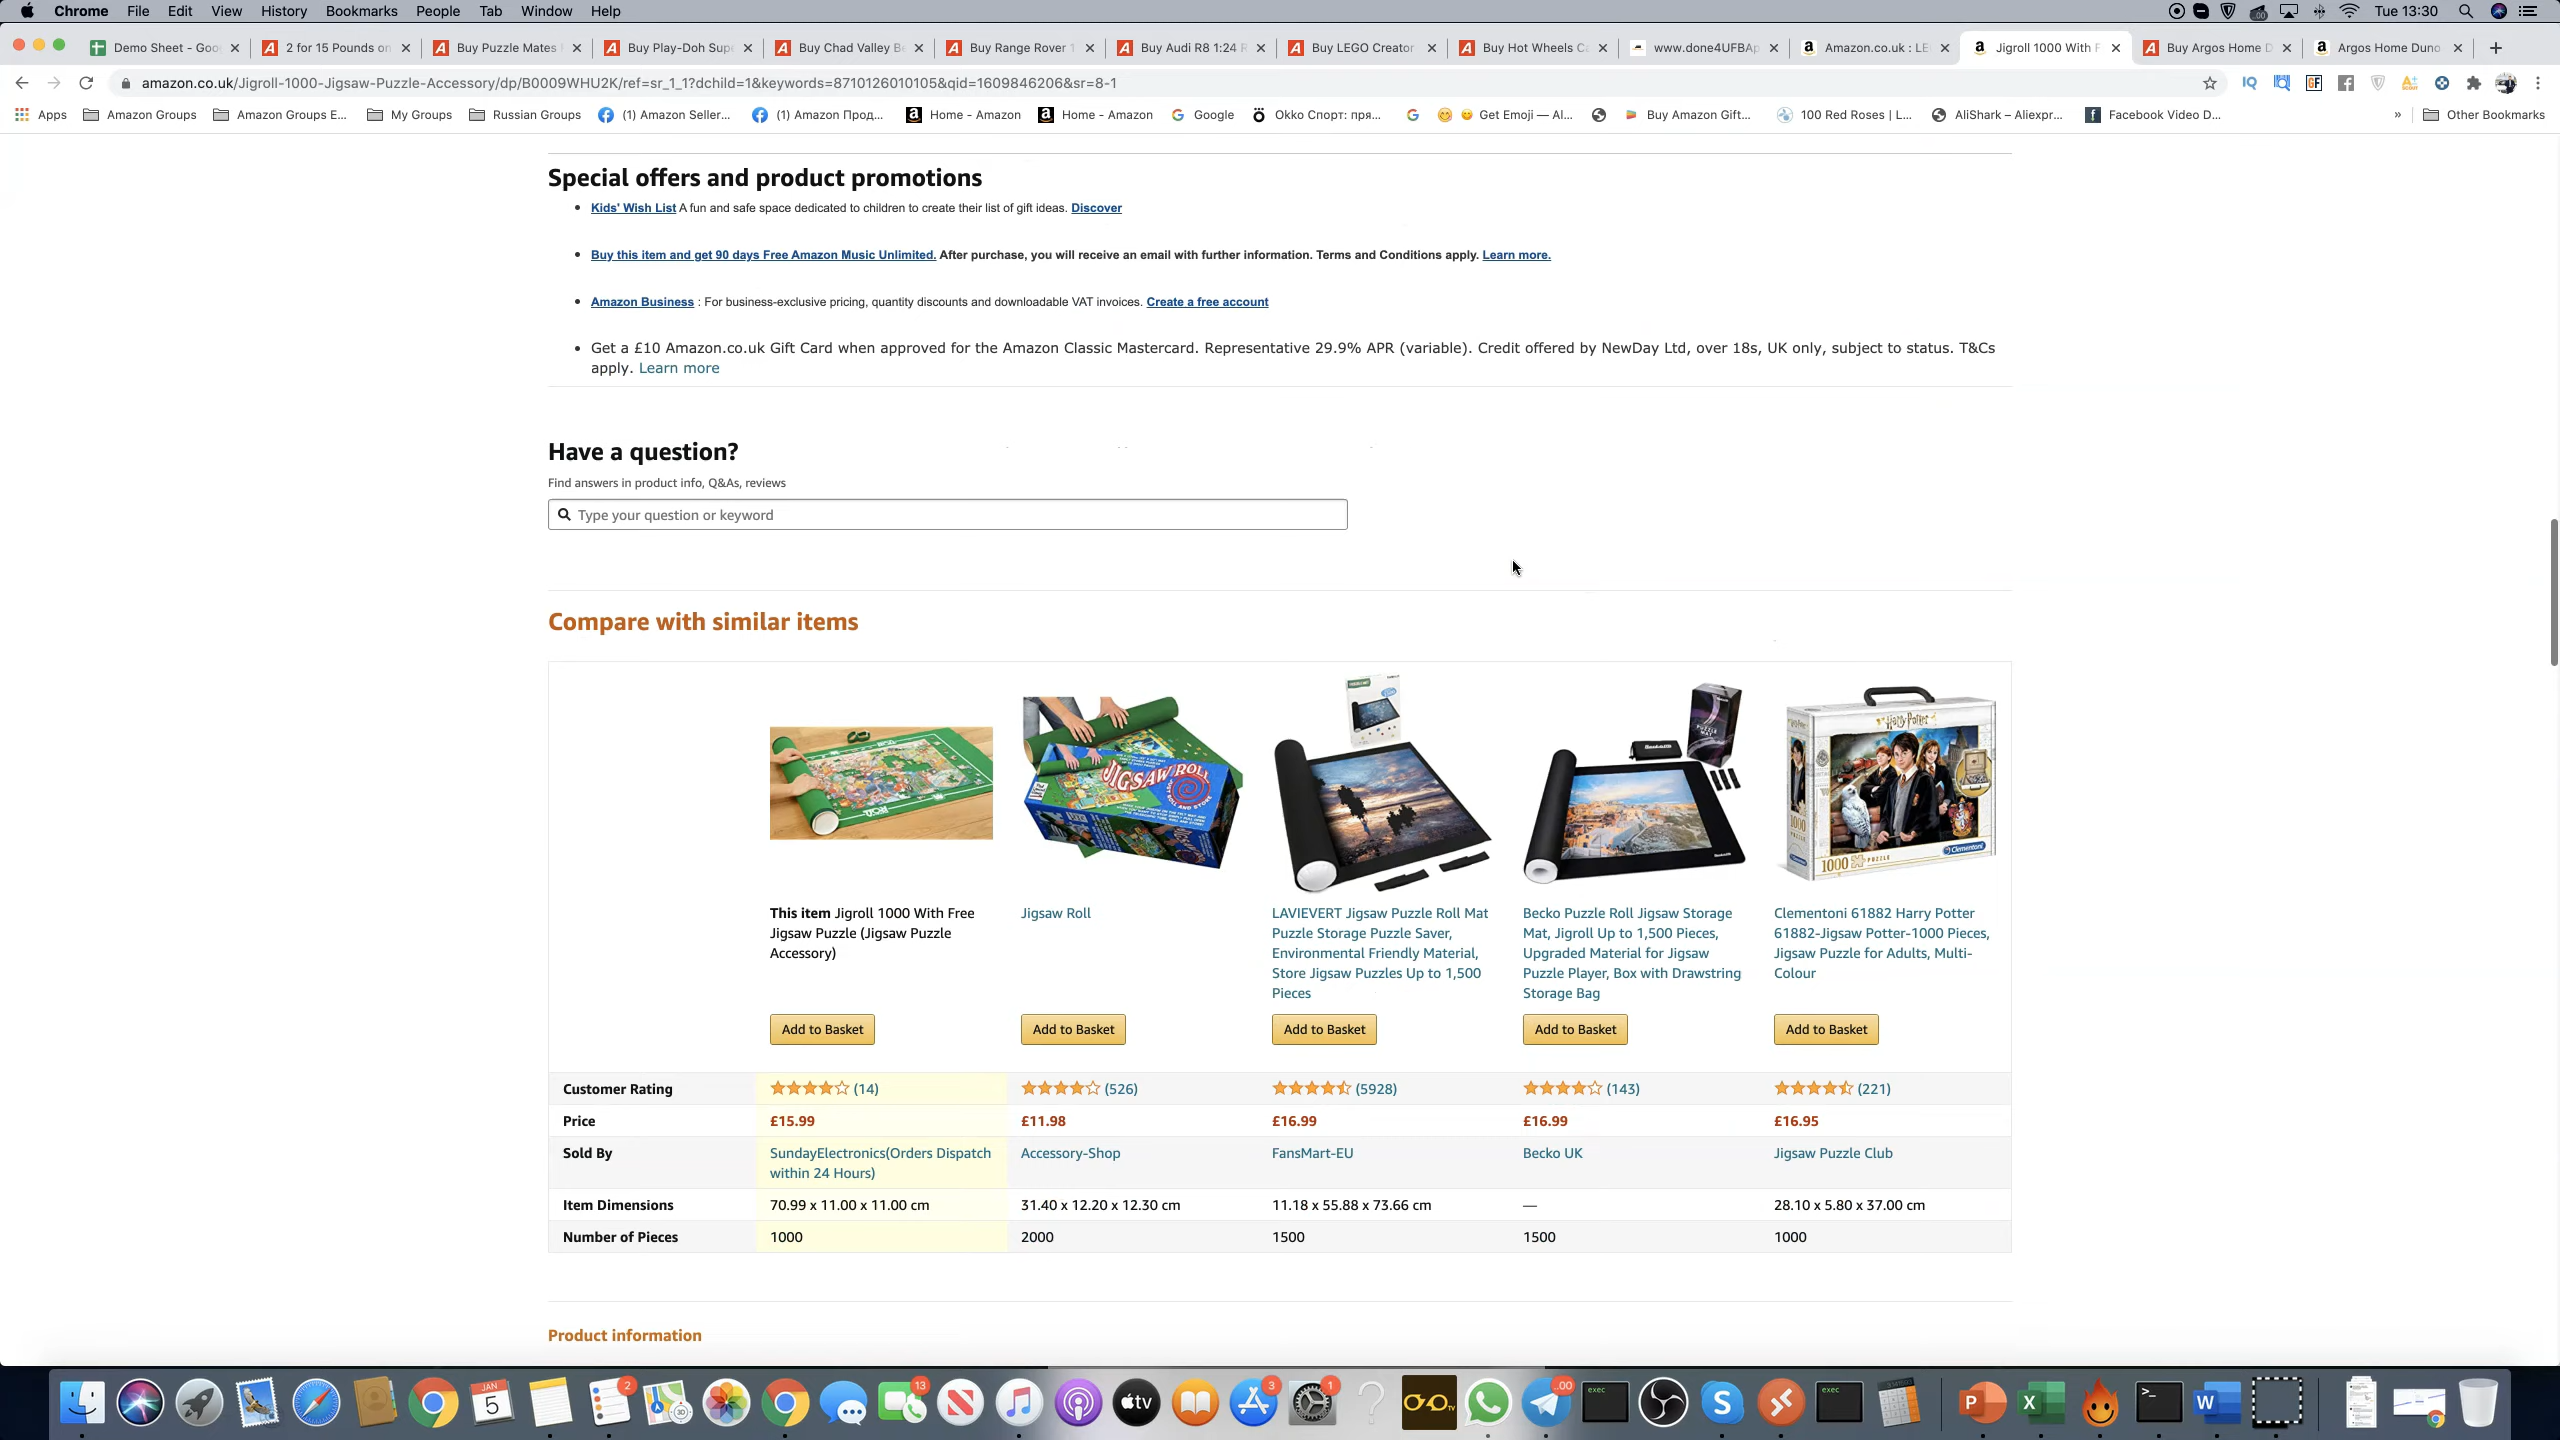 Chrome File Edit View History Bookmarks People Tab Window Help Tue 13:30
Demo Sheet - Goo 2 for 15 Pounds on Buy Puzzle Mates Buy Play-Doh Sup Buy Chad Valley Be Buy Range Rover 1 Buy Audi R8 1:24 R Buy LEGO Creator Buy Hot Wheels Ca www.done4UFBAp Amazon.co.uk : LE Jigroll 1000 With F Buy Argos Home D Argos Home Duno
amazon.co.uk/Jigroll-1000-Jigsaw-Puzzle-Accessory/dp/B0009WHU2K/ref=sr_1_1?dchild=1&keywords=8710126010105&qid=1609846206&sr=8-1
Apps Amazon Groups Amazon Groups E... My Groups Russian Groups (1) Amazon Seller... (1) Amazon Прод... Home - Amazon Home - Amazon Google Okko Спорт: пря... Get Emoji — Al... Buy Amazon Gift... 100 Red Roses | L... AliShark – Aliexpr... Facebook Video D... » Other Bookmarks
Special offers and product promotions
• Kids' Wish List A fun and safe space dedicated to children to create their list of gift ideas. Discover
• Buy this item and get 90 days Free Amazon Music Unlimited. After purchase, you will receive an email with further information. Terms and Conditions apply. Learn more.
• Amazon Business : For business-exclusive pricing, quantity discounts and downloadable VAT invoices. Create a free account
• Get a £10 Amazon.co.uk Gift Card when approved for the Amazon Classic Mastercard. Representative 29.9% APR (variable). Credit offered by NewDay Ltd, over 18s, UK only, subject to status. T&Cs
apply. Learn more
Have a question?
Find answers in product info, Q&As, reviews
Type your question or keyword
Compare with similar items
JIGSAW ROLL
Harry Potter
1000 PUZZLE
Clementoni
This item Jigroll 1000 With Free
Jigsaw Puzzle (Jigsaw Puzzle
Accessory)
Jigsaw Roll
LAVIEVERT Jigsaw Puzzle Roll Mat
Puzzle Storage Puzzle Saver,
Environmental Friendly Material,
Store Jigsaw Puzzles Up to 1,500
Pieces
Becko Puzzle Roll Jigsaw Storage
Mat, Jigroll Up to 1,500 Pieces,
Upgraded Material for Jigsaw
Puzzle Player, Box with Drawstring
Storage Bag
Clementoni 61882 Harry Potter
61882-Jigsaw Potter-1000 Pieces,
Jigsaw Puzzle for Adults, Multi-
Colour
Add to Basket Add to Basket Add to Basket Add to Basket Add to Basket
Customer Rating (14) (526) (5928) (143) (221)
Price £15.99 £11.98 £16.99 £16.99 £16.95
Sold By SundayElectronics(Orders Dispatch
within 24 Hours) Accessory-Shop FansMart-EU Becko UK Jigsaw Puzzle Club
Item Dimensions 70.99 x 11.00 x 11.00 cm 31.40 x 12.20 x 12.30 cm 11.18 x 55.88 x 73.66 cm — 28.10 x 5.80 x 37.00 cm
Number of Pieces 1000 2000 1500 1500 1000
Product information
JAN 5 2 13 tv 3 1 ..00 exec exec